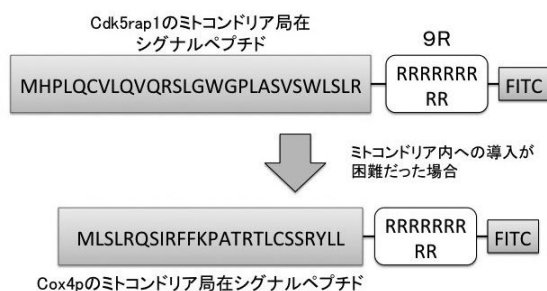 Cdk5rap1のミトコンドリア局在
シグナルペプチド
9R
MHPLQCVLQVQRSLGWGPLASVSWLSLR
RRRRRRR
RR
FITC
ミトコンドリア内への導入が
困難だった場合
MLSLRQSIRFFKPATRTLCSSRYLL
RRRRRRR
RR
FITC
Cox4pのミトコンドリア局在シグナルペプチド